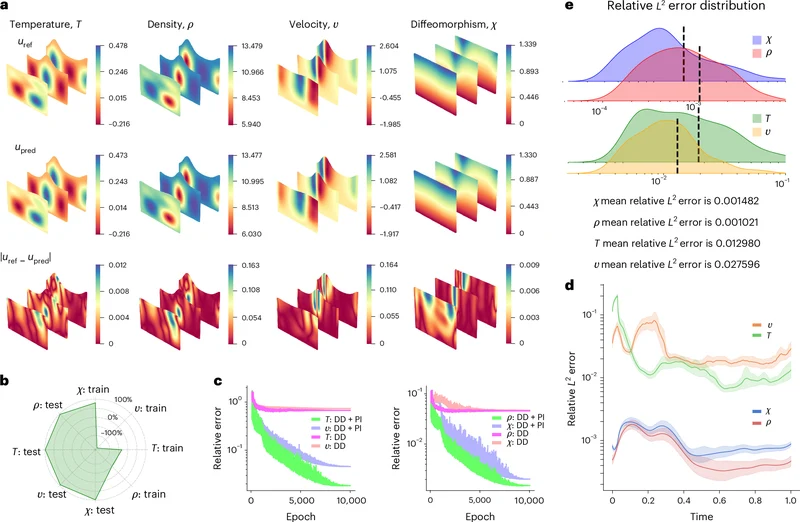 a
Temperature, T
Density, ρ
Velocity, υ
Diffeomorphism, χ
u_ref
0.478
0.246
0.015
−0.216
13.479
10.966
8.453
5.940
2.604
1.075
−0.455
−1.985
1.339
0.893
0.446
0
u_pred
0.473
0.243
0.014
−0.216
13.477
10.995
8.513
6.030
2.581
1.082
−0.417
−1.917
1.330
0.887
0.443
0
|u_ref − u_pred|
0.012
0.008
0.004
0
0.163
0.108
0.054
0
0.164
0.110
0.055
0
0.009
0.006
0.003
0
b
χ: train
υ: train
T: train
ρ: train
χ: test
υ: test
T: test
ρ: test
100%
0%
−100%
c
Relative error
10⁰
10⁻¹
T: DD + PI
υ: DD + PI
T: DD
υ: DD
0
5,000
10,000
Epoch
Relative error
10⁻¹
10⁻²
ρ: DD + PI
χ: DD + PI
ρ: DD
χ: DD
0
5,000
10,000
Epoch
e
Relative L² error distribution
χ
ρ
10⁻⁴
T
υ
10⁻²
10⁻¹
χ mean relative L² error is 0.001482
ρ mean relative L² error is 0.001021
T mean relative L² error is 0.012980
υ mean relative L² error is 0.027596
d
Relative L² error
10⁻¹
10⁻²
10⁻³
υ
T
χ
ρ
0
0.2
0.4
0.6
0.8
1.0
Time